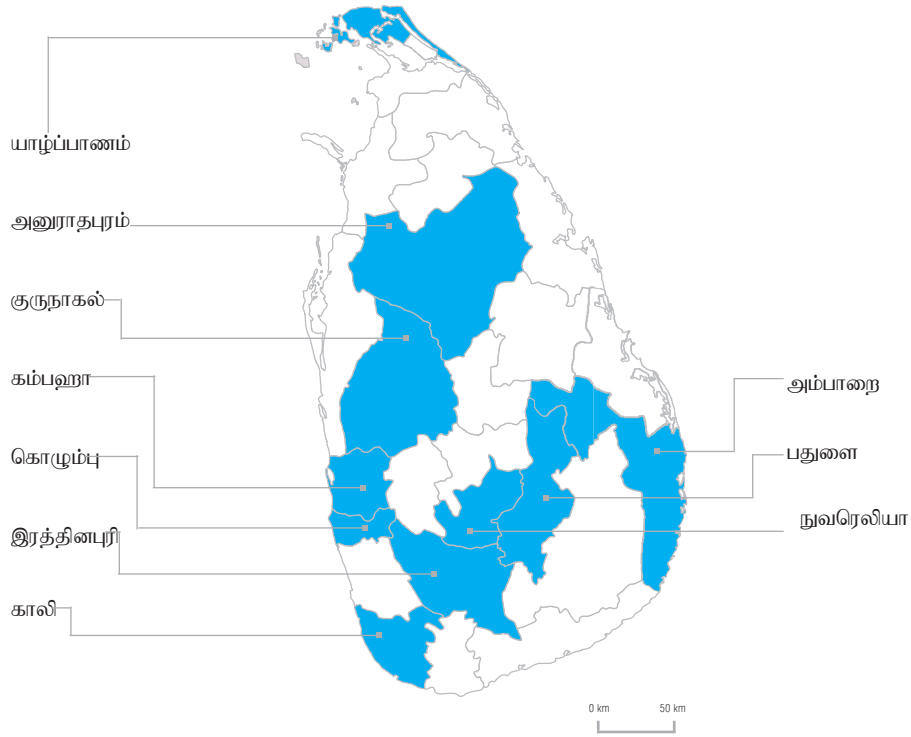 யாழ்ப்பாணம்
அனுராதபுரம்
குருநாகல்
கம்பஹா
கொழும்பு
இரத்தினபுரி
காலி
அம்பாறை
பதுளை
நுவரெலியா
0 km 50 km